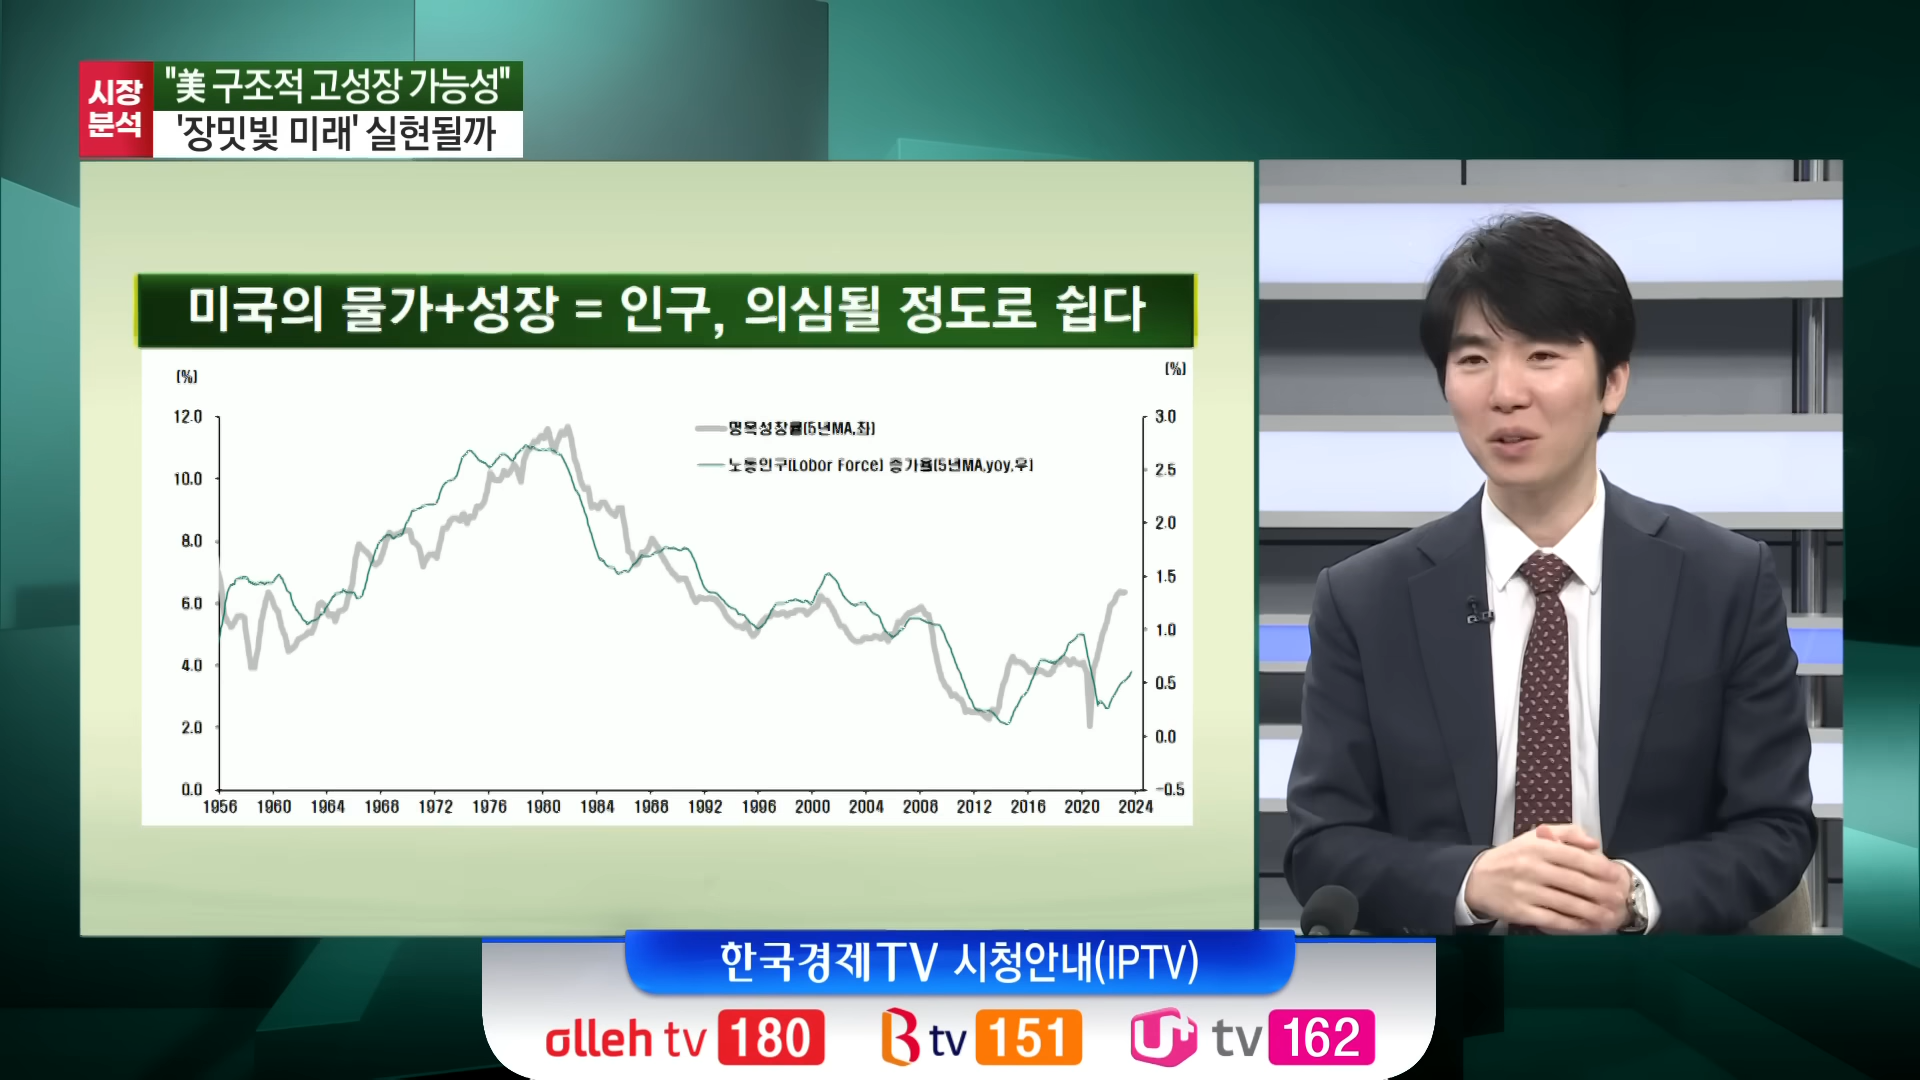 시장
분석
"美 구조적 고성장 가능성"
'장밋빛 미래' 실현될까
미국의 물가+성장 = 인구, 의심될 정도로 쉽다
(%)
(%)
12.0
10.0
8.0
6.0
4.0
2.0
0.0
3.0
2.5
2.0
1.5
1.0
0.5
0.0
-0.5
명목성장률(5년MA,좌)
노동인구(Lobor Force) 증가율(5년MA,yoy,우)
1956 1960 1964 1968 1972 1976 1980 1984 1988 1992 1996 2000 2004 2008 2012 2016 2020 2024
한국경제TV 시청안내(IPTV)
olleh tv 180
B tv 151
U+ tv 162